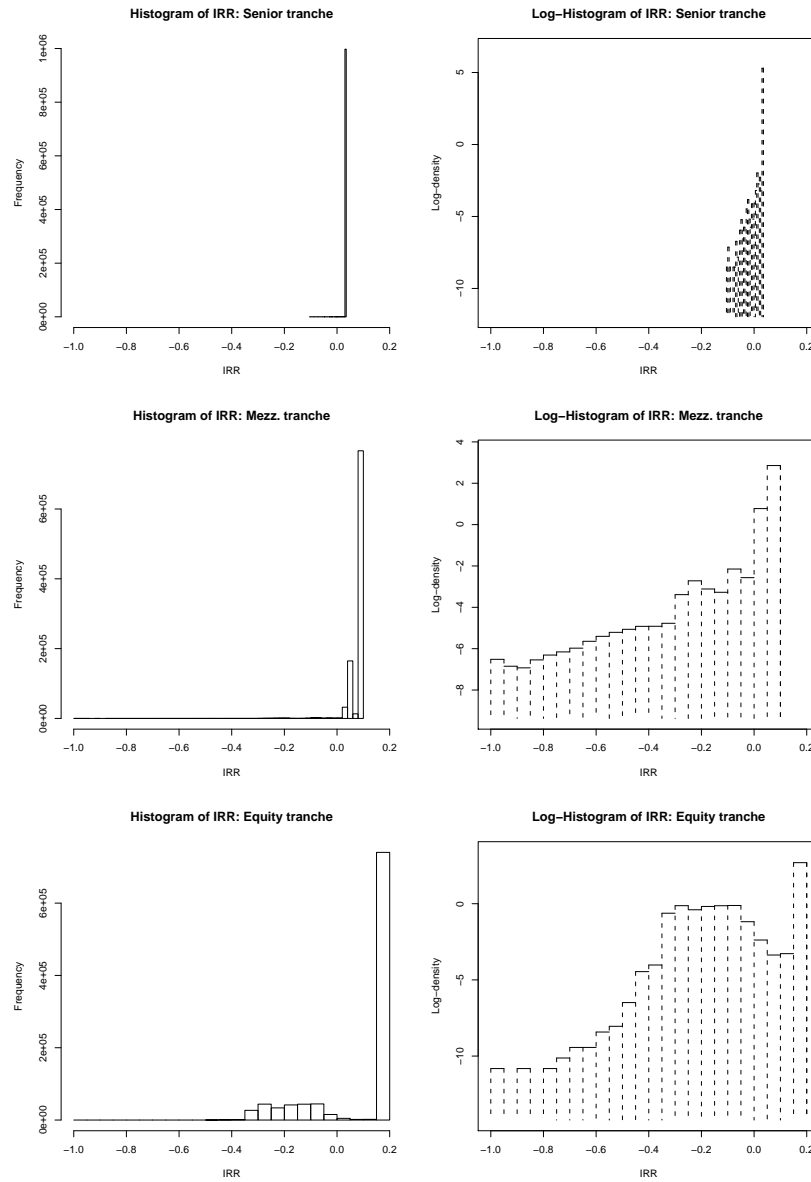 Histogram of IRR: Senior tranche
Frequency
0e+00 2e+05 4e+05 6e+05 8e+05 1e+06
−1.0 −0.8 −0.6 −0.4 −0.2 0.0 0.2
IRR
Log−Histogram of IRR: Senior tranche
Log−density
−10 −5 0 5
−1.0 −0.8 −0.6 −0.4 −0.2 0.0 0.2
IRR
Histogram of IRR: Mezz. tranche
Frequency
0e+00 2e+05 4e+05 6e+05
−1.0 −0.8 −0.6 −0.4 −0.2 0.0 0.2
IRR
Log−Histogram of IRR: Mezz. tranche
Log−density
−8 −6 −4 −2 0 2 4
−1.0 −0.8 −0.6 −0.4 −0.2 0.0 0.2
IRR
Histogram of IRR: Equity tranche
Frequency
0e+00 2e+05 4e+05 6e+05
−1.0 −0.8 −0.6 −0.4 −0.2 0.0 0.2
IRR
Log−Histogram of IRR: Equity tranche
Log−density
−10 −5 0
−1.0 −0.8 −0.6 −0.4 −0.2 0.0 0.2
IRR